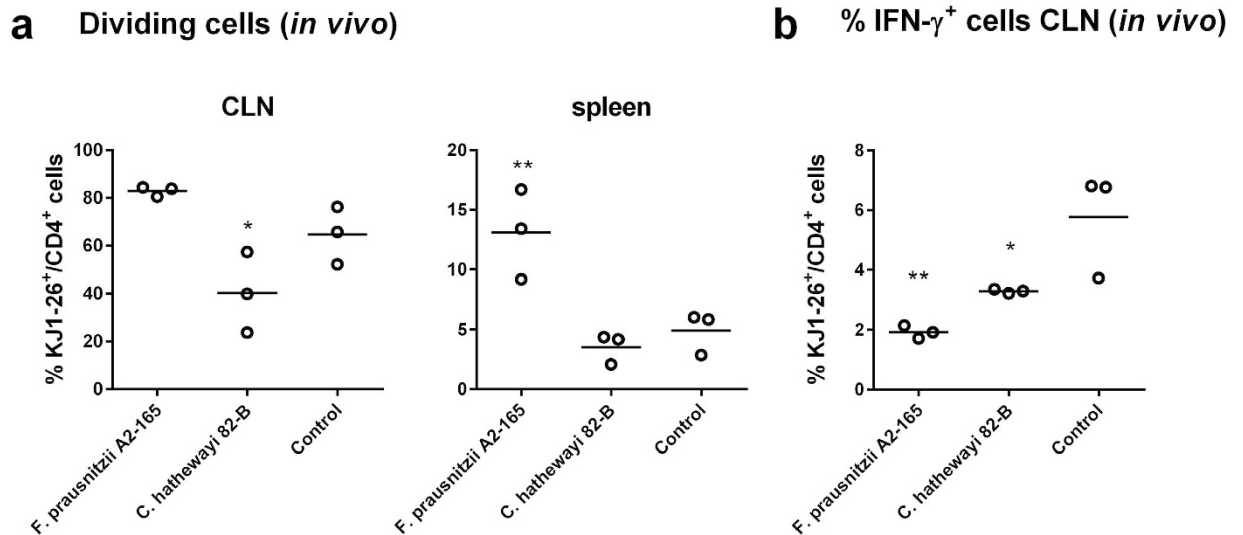 a Dividing cells (in vivo)
b % IFN-γ+ cells CLN (in vivo)
CLN
% KJ1-26+/CD4+ cells
100
80
60
40
20
0
*
F. prausnitzii A2-165
C. hathewayi 82-B
Control
spleen
20
15
10
5
0
**
F. prausnitzii A2-165
C. hathewayi 82-B
Control
% KJ1-26+/CD4+ cells
8
6
4
2
0
**
*
F. prausnitzii A2-165
C. hathewayi 82-B
Control